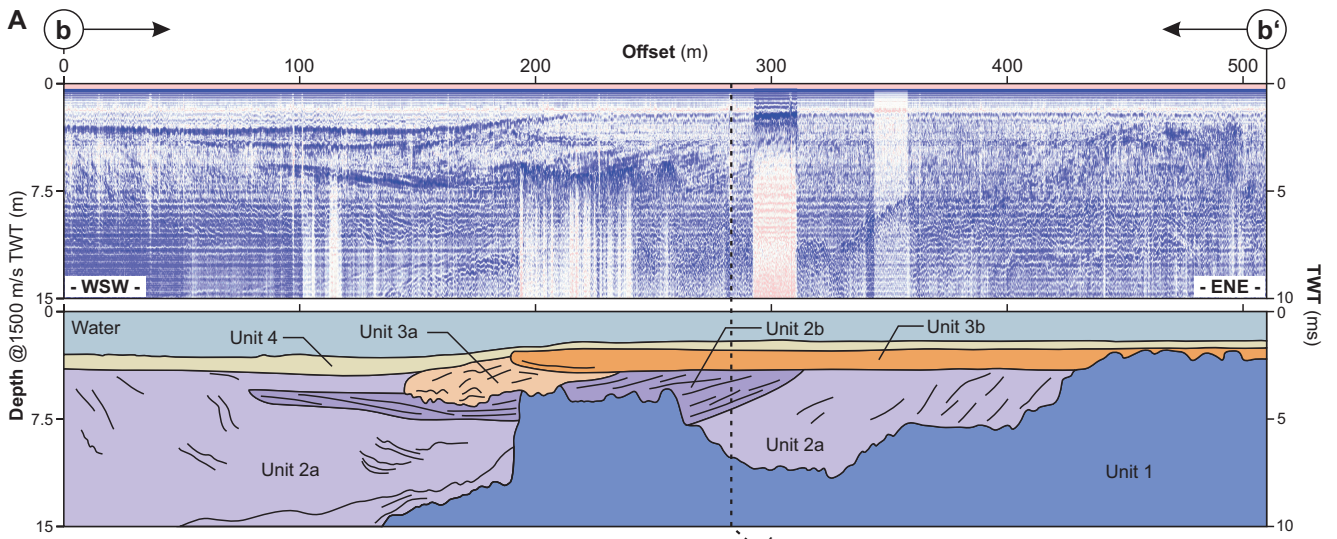 A b b‘
Offset (m)
0 100 200 300 400 500
0 0
7.5 5
- WSW - - ENE -
15 10
Depth @1500 m/s TWT (m)
TWT (ms)
0 0
Water
Unit 4 Unit 3a Unit 2b Unit 3b
7.5 5
Unit 2a Unit 2a Unit 1
15 10